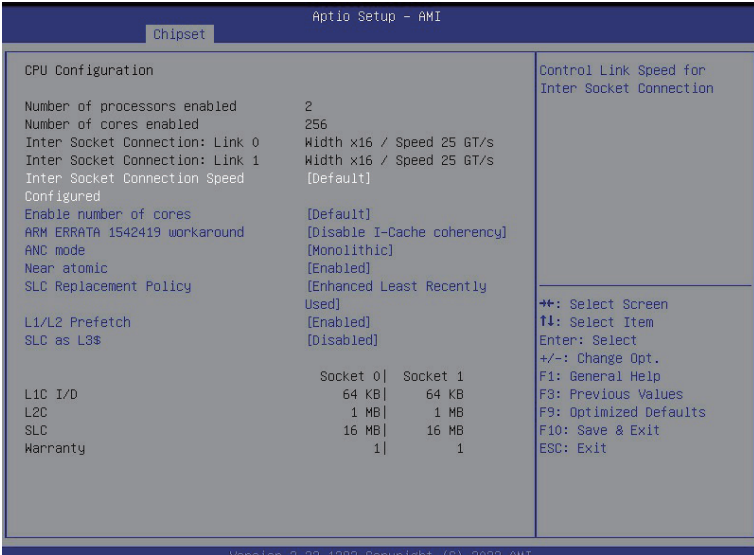 Aptio Setup – AMI
Chipset
CPU Configuration
Number of processors enabled 2
Number of cores enabled 256
Inter Socket Connection: Link 0 Width x16 / Speed 25 GT/s
Inter Socket Connection: Link 1 Width x16 / Speed 25 GT/s
Inter Socket Connection Speed [Default]
Configured
Enable number of cores [Default]
ARM ERRATA 1542419 workaround [Disable I-Cache coherency]
ANC mode [Monolithic]
Near atomic [Enabled]
SLC Replacement Policy [Enhanced Least Recently
Used]
L1/L2 Prefetch [Enabled]
SLC as L3$ [Disabled]
Socket 0| Socket 1
L1C I/D 64 KB| 64 KB
L2C 1 MB| 1 MB
SLC 16 MB| 16 MB
Warranty 1| 1
Control Link Speed for
Inter Socket Connection
→←: Select Screen
↑↓: Select Item
Enter: Select
+/-: Change Opt.
F1: General Help
F3: Previous Values
F9: Optimized Defaults
F10: Save & Exit
ESC: Exit